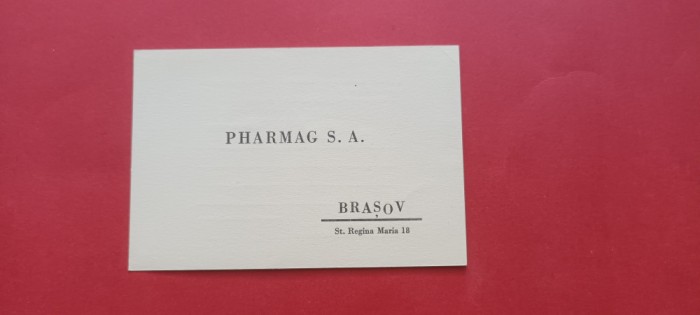 PHARMAG S. A.
BRAȘOV
St. Regina Maria 18